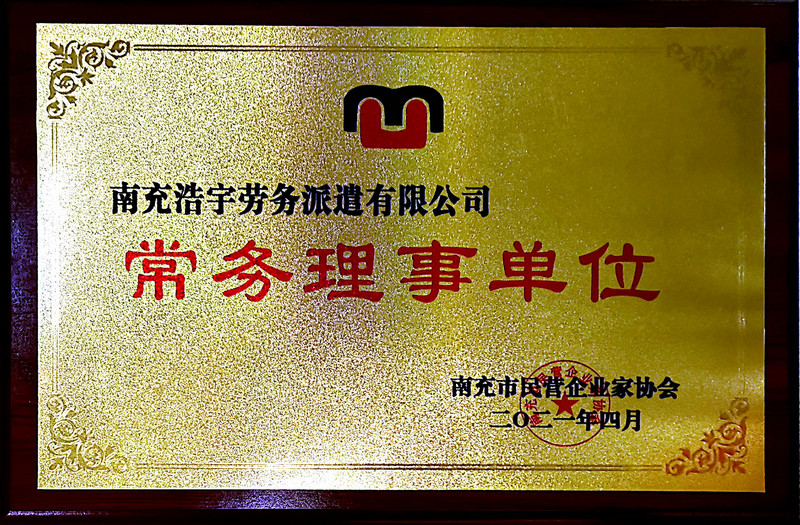 南充浩宇劳务派遣有限公司
常务理事单位
南充市民营企业家协会
二〇二一年四月